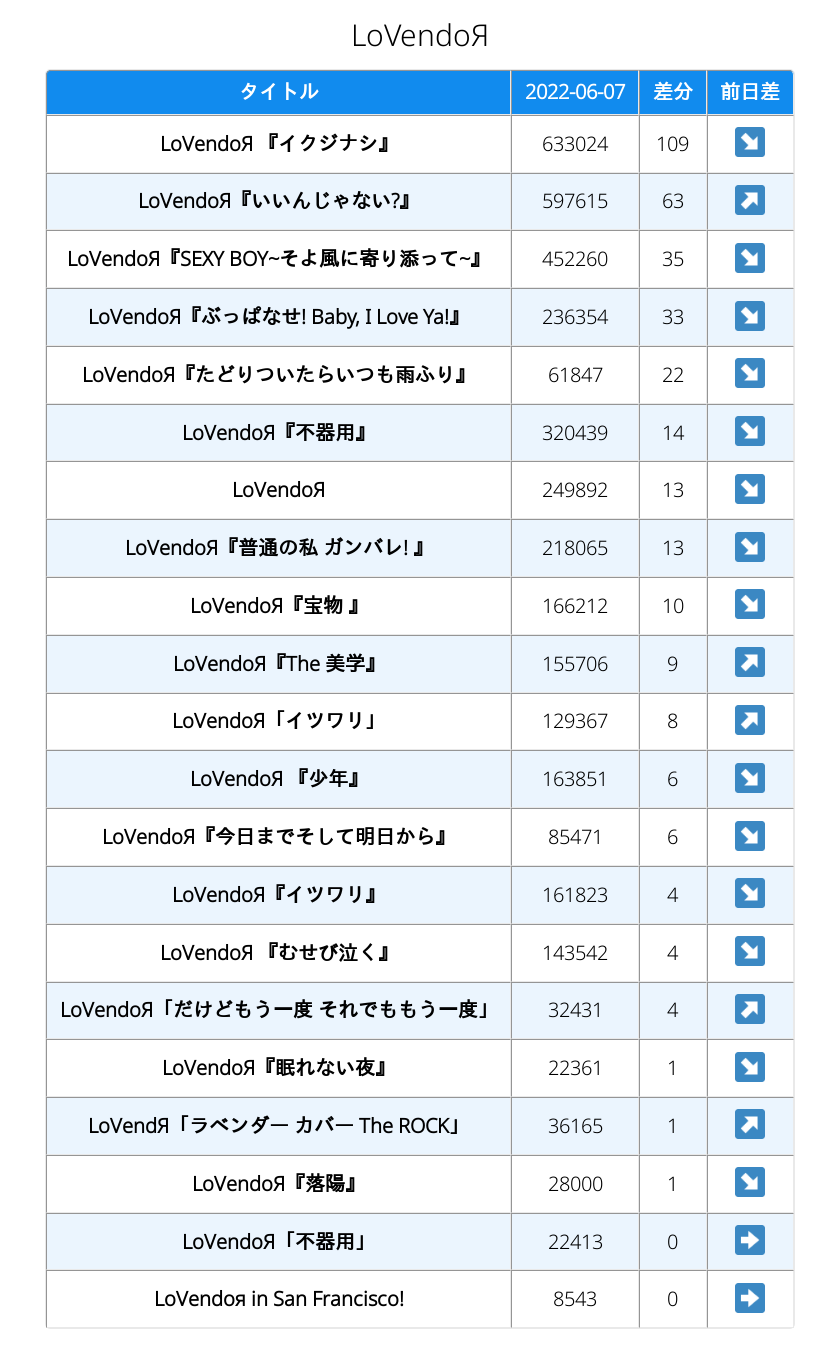 LoVendoЯ
タイトル 2022-06-07 差分 前日差
LoVendoЯ 『イクジナシ』 633024 109 ↘
LoVendoЯ『いいんじゃない?』 597615 63 ↗
LoVendoЯ『SEXY BOY~そよ風に寄り添って~』 452260 35 ↘
LoVendoЯ『ぶっぱなせ! Baby, I Love Ya!』 236354 33 ↘
LoVendoЯ『たどりついたらいつも雨ふり』 61847 22 ↘
LoVendoЯ『不器用』 320439 14 ↘
LoVendoЯ 249892 13 ↘
LoVendoЯ『普通の私 ガンバレ! 』 218065 13 ↘
LoVendoЯ『宝物 』 166212 10 ↘
LoVendoЯ『The 美学』 155706 9 ↗
LoVendoЯ「イツワリ」 129367 8 ↗
LoVendoЯ 『少年』 163851 6 ↘
LoVendoЯ『今日までそして明日から』 85471 6 ↘
LoVendoЯ『イツワリ』 161823 4 ↘
LoVendoЯ 『むせび泣く』 143542 4 ↘
LoVendoЯ「だけどもう一度 それでももう一度」 32431 4 ↗
LoVendoЯ『眠れない夜』 22361 1 ↘
LoVendЯ「ラベンダー カバー The ROCK」 36165 1 ↗
LoVendoЯ『落陽』 28000 1 ↘
LoVendoЯ「不器用」 22413 0 ➡
LoVendoя in San Francisco! 8543 0 ➡